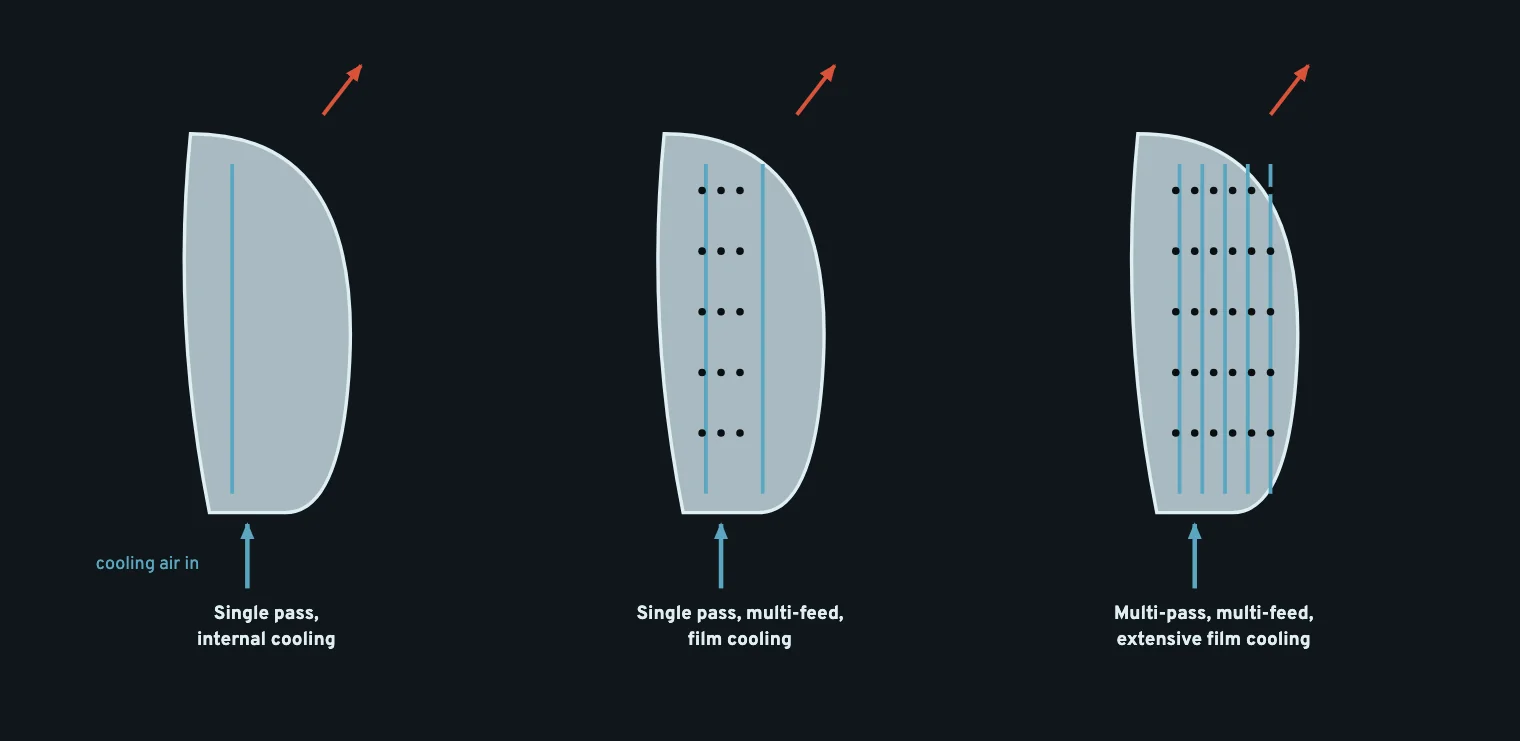 cooling air in
Single pass,
internal cooling
Single pass, multi-feed,
film cooling
Multi-pass, multi-feed,
extensive film cooling